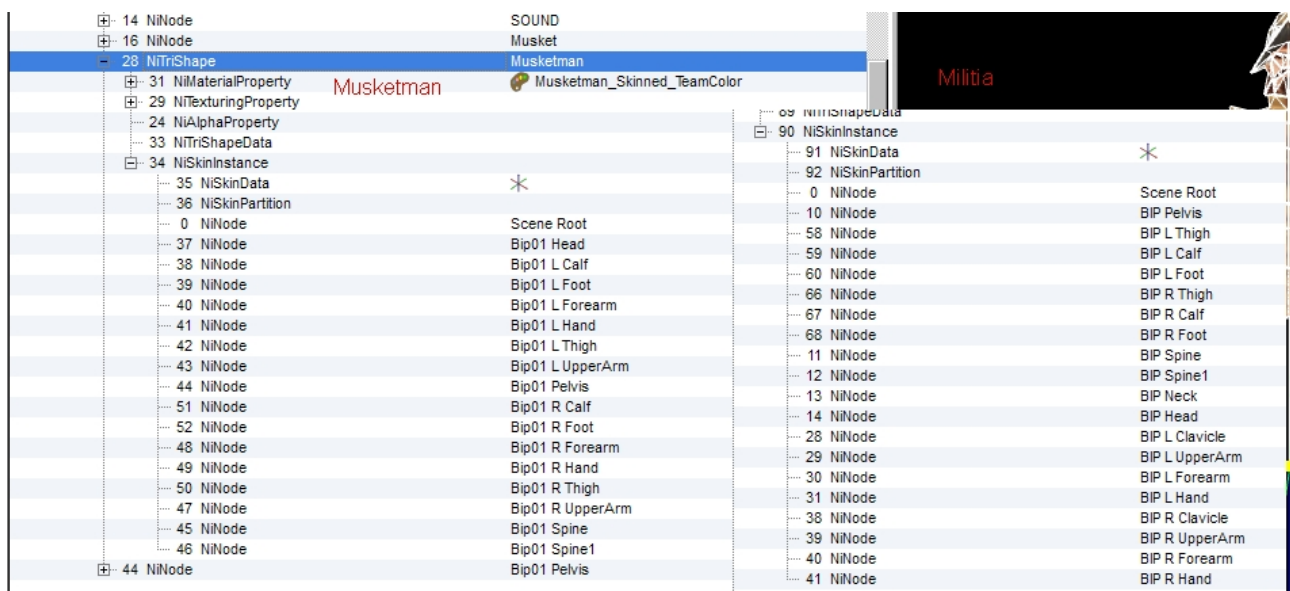 14 NiNode SOUND
16 NiNode Musket
28 NiTriShape Musketman
31 NiMaterialProperty Musketman_Skinned_TeamColor
Musketman
29 NiTexturingProperty
24 NiAlphaProperty
33 NiTriShapeData
34 NiSkinInstance
35 NiSkinData
36 NiSkinPartition
0 NiNode Scene Root
37 NiNode Bip01 Head
38 NiNode Bip01 L Calf
39 NiNode Bip01 L Foot
40 NiNode Bip01 L Forearm
41 NiNode Bip01 L Hand
42 NiNode Bip01 L Thigh
43 NiNode Bip01 L UpperArm
44 NiNode Bip01 Pelvis
51 NiNode Bip01 R Calf
52 NiNode Bip01 R Foot
48 NiNode Bip01 R Forearm
49 NiNode Bip01 R Hand
50 NiNode Bip01 R Thigh
47 NiNode Bip01 R UpperArm
45 NiNode Bip01 Spine
46 NiNode Bip01 Spine1
44 NiNode Bip01 Pelvis
Militia
89 NiTriShapeData
90 NiSkinInstance
91 NiSkinData
92 NiSkinPartition
0 NiNode Scene Root
10 NiNode BIP Pelvis
58 NiNode BIP L Thigh
59 NiNode BIP L Calf
60 NiNode BIP L Foot
66 NiNode BIP R Thigh
67 NiNode BIP R Calf
68 NiNode BIP R Foot
11 NiNode BIP Spine
12 NiNode BIP Spine1
13 NiNode BIP Neck
14 NiNode BIP Head
28 NiNode BIP L Clavicle
29 NiNode BIP L UpperArm
30 NiNode BIP L Forearm
31 NiNode BIP L Hand
38 NiNode BIP R Clavicle
39 NiNode BIP R UpperArm
40 NiNode BIP R Forearm
41 NiNode BIP R Hand